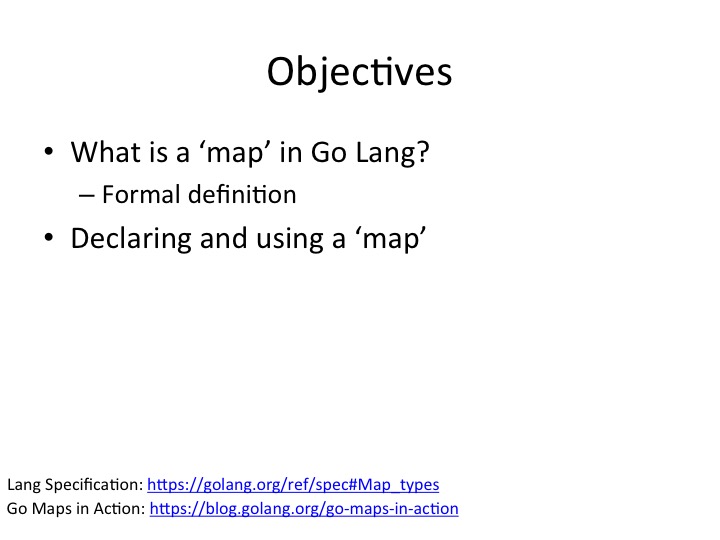 Objectives
• What is a ‘map’ in Go Lang?
– Formal definition
• Declaring and using a ‘map’
Lang Specification: https://golang.org/ref/spec#Map_types
Go Maps in Action: https://blog.golang.org/go-maps-in-action